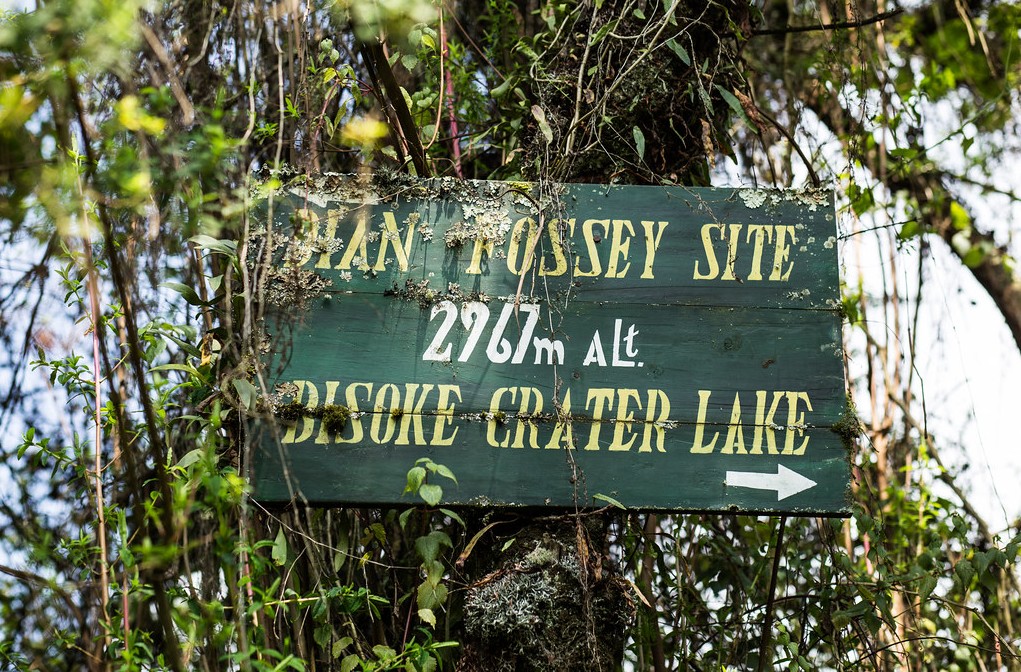 DIAN FOSSEY SITE
2967m ALt.
BISOKE CRATER LAKE